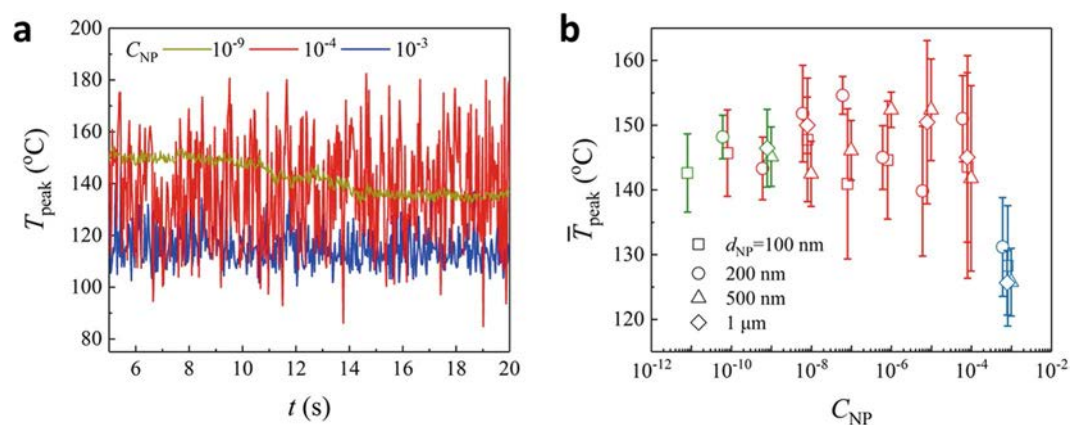 a
C_NP 10⁻⁹ 10⁻⁴ 10⁻³
200
180
160
140
120
100
80
T_peak (ºC)
6 8 10 12 14 16 18 20
t (s)
b
160
150
140
130
120
T̅_peak (ºC)
d_NP=100 nm
200 nm
500 nm
1 μm
10⁻¹² 10⁻¹⁰ 10⁻⁸ 10⁻⁶ 10⁻⁴ 10⁻²
C_NP